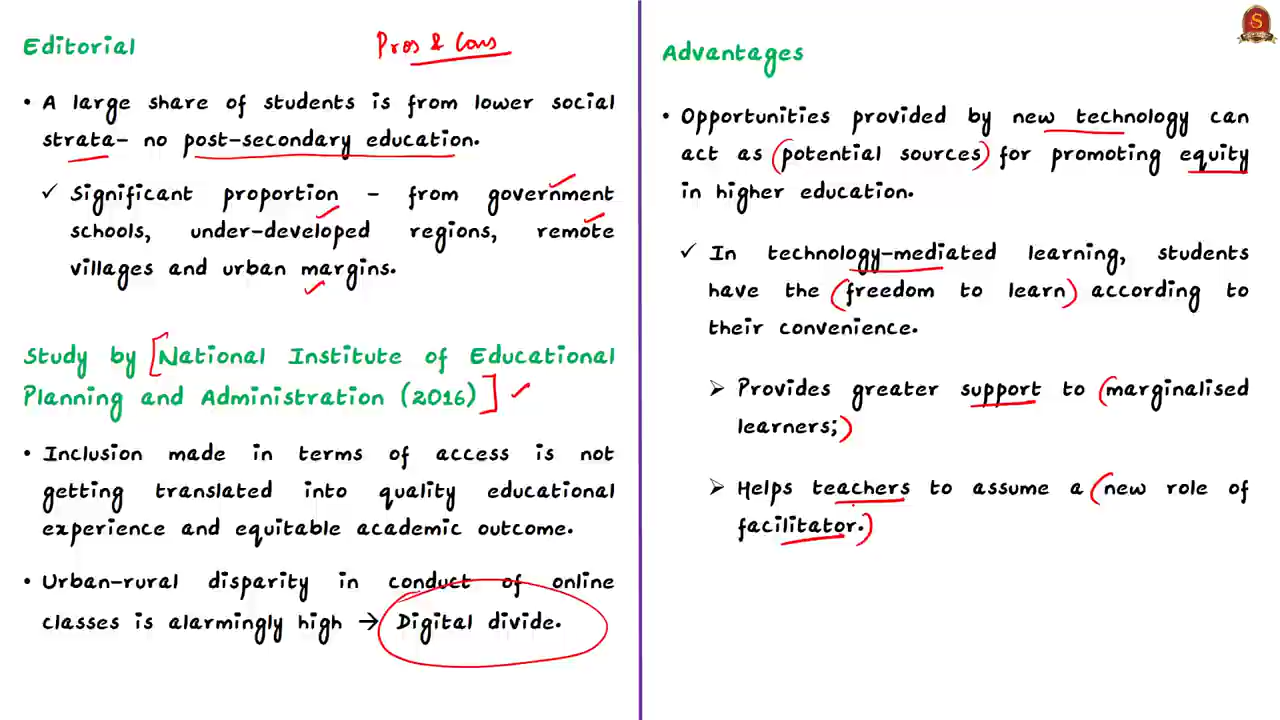 Editorial
Pros & Cons
• A large share of students is from lower social
strata- no post-secondary education.
✓ Significant proportion - from government
schools, under-developed regions, remote
villages and urban margins.
Study by [National Institute of Educational
Planning and Administration (2016)]
• Inclusion made in terms of access is not
getting translated into quality educational
experience and equitable academic outcome.
• Urban-rural disparity in conduct of online
classes is alarmingly high → Digital divide.
Advantages
• Opportunities provided by new technology can
act as (potential sources) for promoting equity
in higher education.
✓ In technology-mediated learning, students
have the (freedom to learn) according to
their convenience.
➢ Provides greater support to (marginalised
learners;)
➢ Helps teachers to assume a (new role of
facilitator.)
S